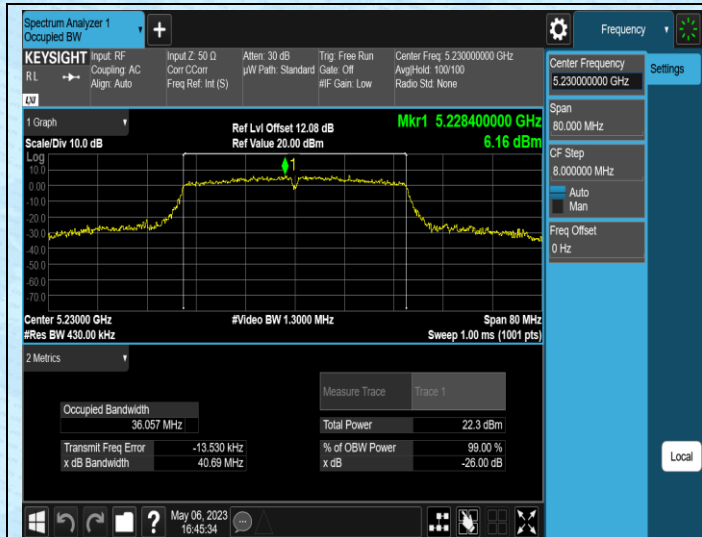 Spectrum Analyzer 1
Occupied BW
Frequency
KEYSIGHT
R L
LXI
Input: RF
Coupling: AC
Align: Auto
Input Z: 50 Ω
Corr CCorr
Freq Ref: Int (S)
Atten: 30 dB
µW Path: Standard
Trig: Free Run
Gate: Off
#IF Gain: Low
Center Freq: 5.230000000 GHz
Avg|Hold: 100/100
Radio Std: None
Center Frequency
5.230000000 GHz
Settings
Span
80.000 MHz
CF Step
8.000000 MHz
Auto
Man
Freq Offset
0 Hz
Local
1 Graph
Scale/Div 10.0 dB
Ref Lvl Offset 12.08 dB
Ref Value 20.00 dBm
Mkr1 5.228400000 GHz
6.16 dBm
Log
10.0
0.00
-10.0
-20.0
-30.0
-40.0
-50.0
-60.0
-70.0
1
Center 5.23000 GHz
#Res BW 430.00 kHz
#Video BW 1.3000 MHz
Span 80 MHz
Sweep 1.00 ms (1001 pts)
2 Metrics
Measure Trace
Trace 1
Occupied Bandwidth
36.057 MHz
Total Power
22.3 dBm
Transmit Freq Error
-13.530 kHz
% of OBW Power
99.00 %
x dB Bandwidth
40.69 MHz
x dB
-26.00 dB
?
May 06, 2023
16:45:34